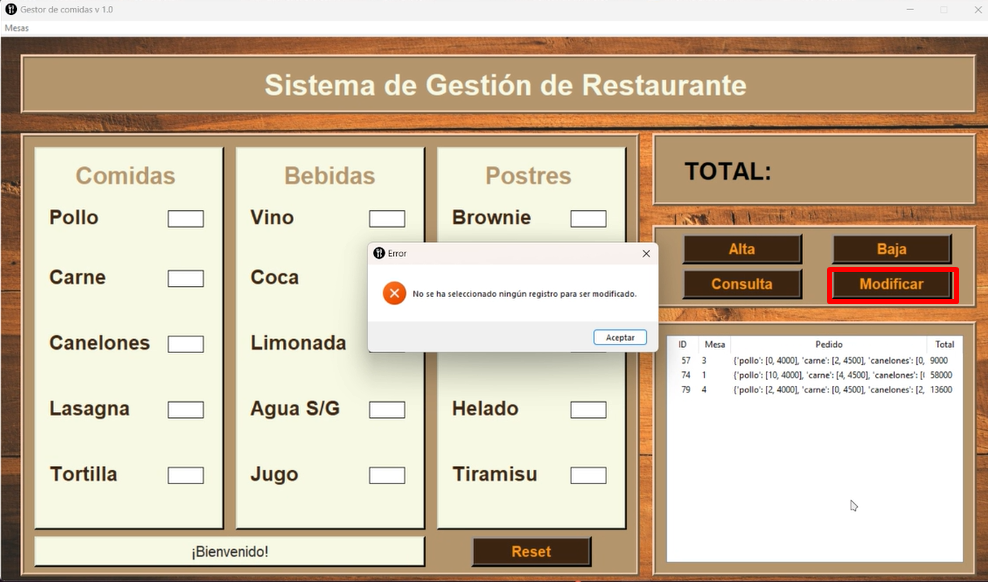 Gestor de comidas v 1.0
Mesas
Sistema de Gestión de Restaurante
Comidas
Pollo
Carne
Canelones
Lasagna
Tortilla
Bebidas
Vino
Coca
Limonada
Agua S/G
Jugo
Postres
Brownie
Helado
Tiramisu
¡Bienvenido!
Reset
Error
No se ha seleccionado ningún registro para ser modificado.
Aceptar
TOTAL:
Alta
Baja
Consulta
Modificar
ID Mesa Pedido Total
57 3 {'pollo': [0, 4000], 'carne': [2, 4500], 'canelones': [0, 9000
74 1 {'pollo': [10, 4000], 'carne': [4, 4500], 'canelones': [ 58000
79 4 {'pollo': [2, 4000], 'carne': [0, 4500], 'canelones': [2, 13600